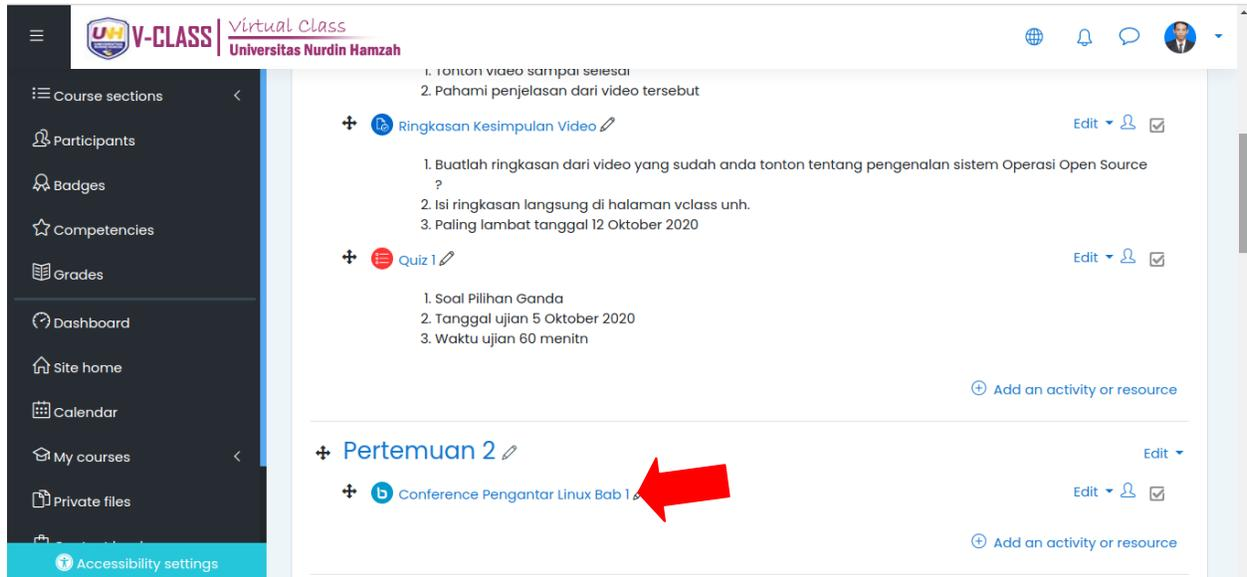 V-CLASS
Virtual Class
Universitas Nurdin Hamzah
Course sections
Participants
Badges
Competencies
Grades
Dashboard
Site home
Calendar
My courses
Private files
Accessibility settings
1. Tonton video sampai selesai
2. Pahami penjelasan dari video tersebut
Ringkasan Kesimpulan Video
Edit
1. Buatlah ringkasan dari video yang sudah anda tonton tentang pengenalan sistem Operasi Open Source
?
2. Isi ringkasan langsung di halaman vclass unh.
3. Paling lambat tanggal 12 Oktober 2020
Quiz 1
Edit
1. Soal Pilihan Ganda
2. Tanggal ujian 5 Oktober 2020
3. Waktu ujian 60 menitn
Add an activity or resource
Pertemuan 2
Edit
Conference Pengantar Linux Bab 1
Edit
Add an activity or resource